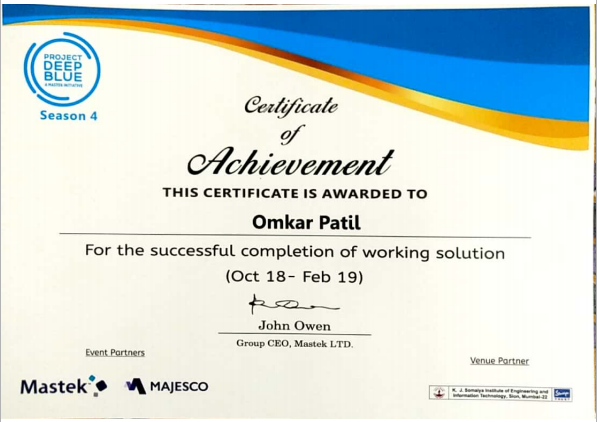 PROJECT
DEEP
BLUE
A MASTEK INITIATIVE
Season 4
Certificate
of
Achievement
THIS CERTIFICATE IS AWARDED TO
Omkar Patil
For the successful completion of working solution
(Oct 18- Feb 19)
John Owen
Group CEO, Mastek LTD.
Event Partners
Venue Partner
Mastek
MAJESCO
K. J. Somaiya Institute of Engineering and
Information Technology, Sion, Mumbai-22